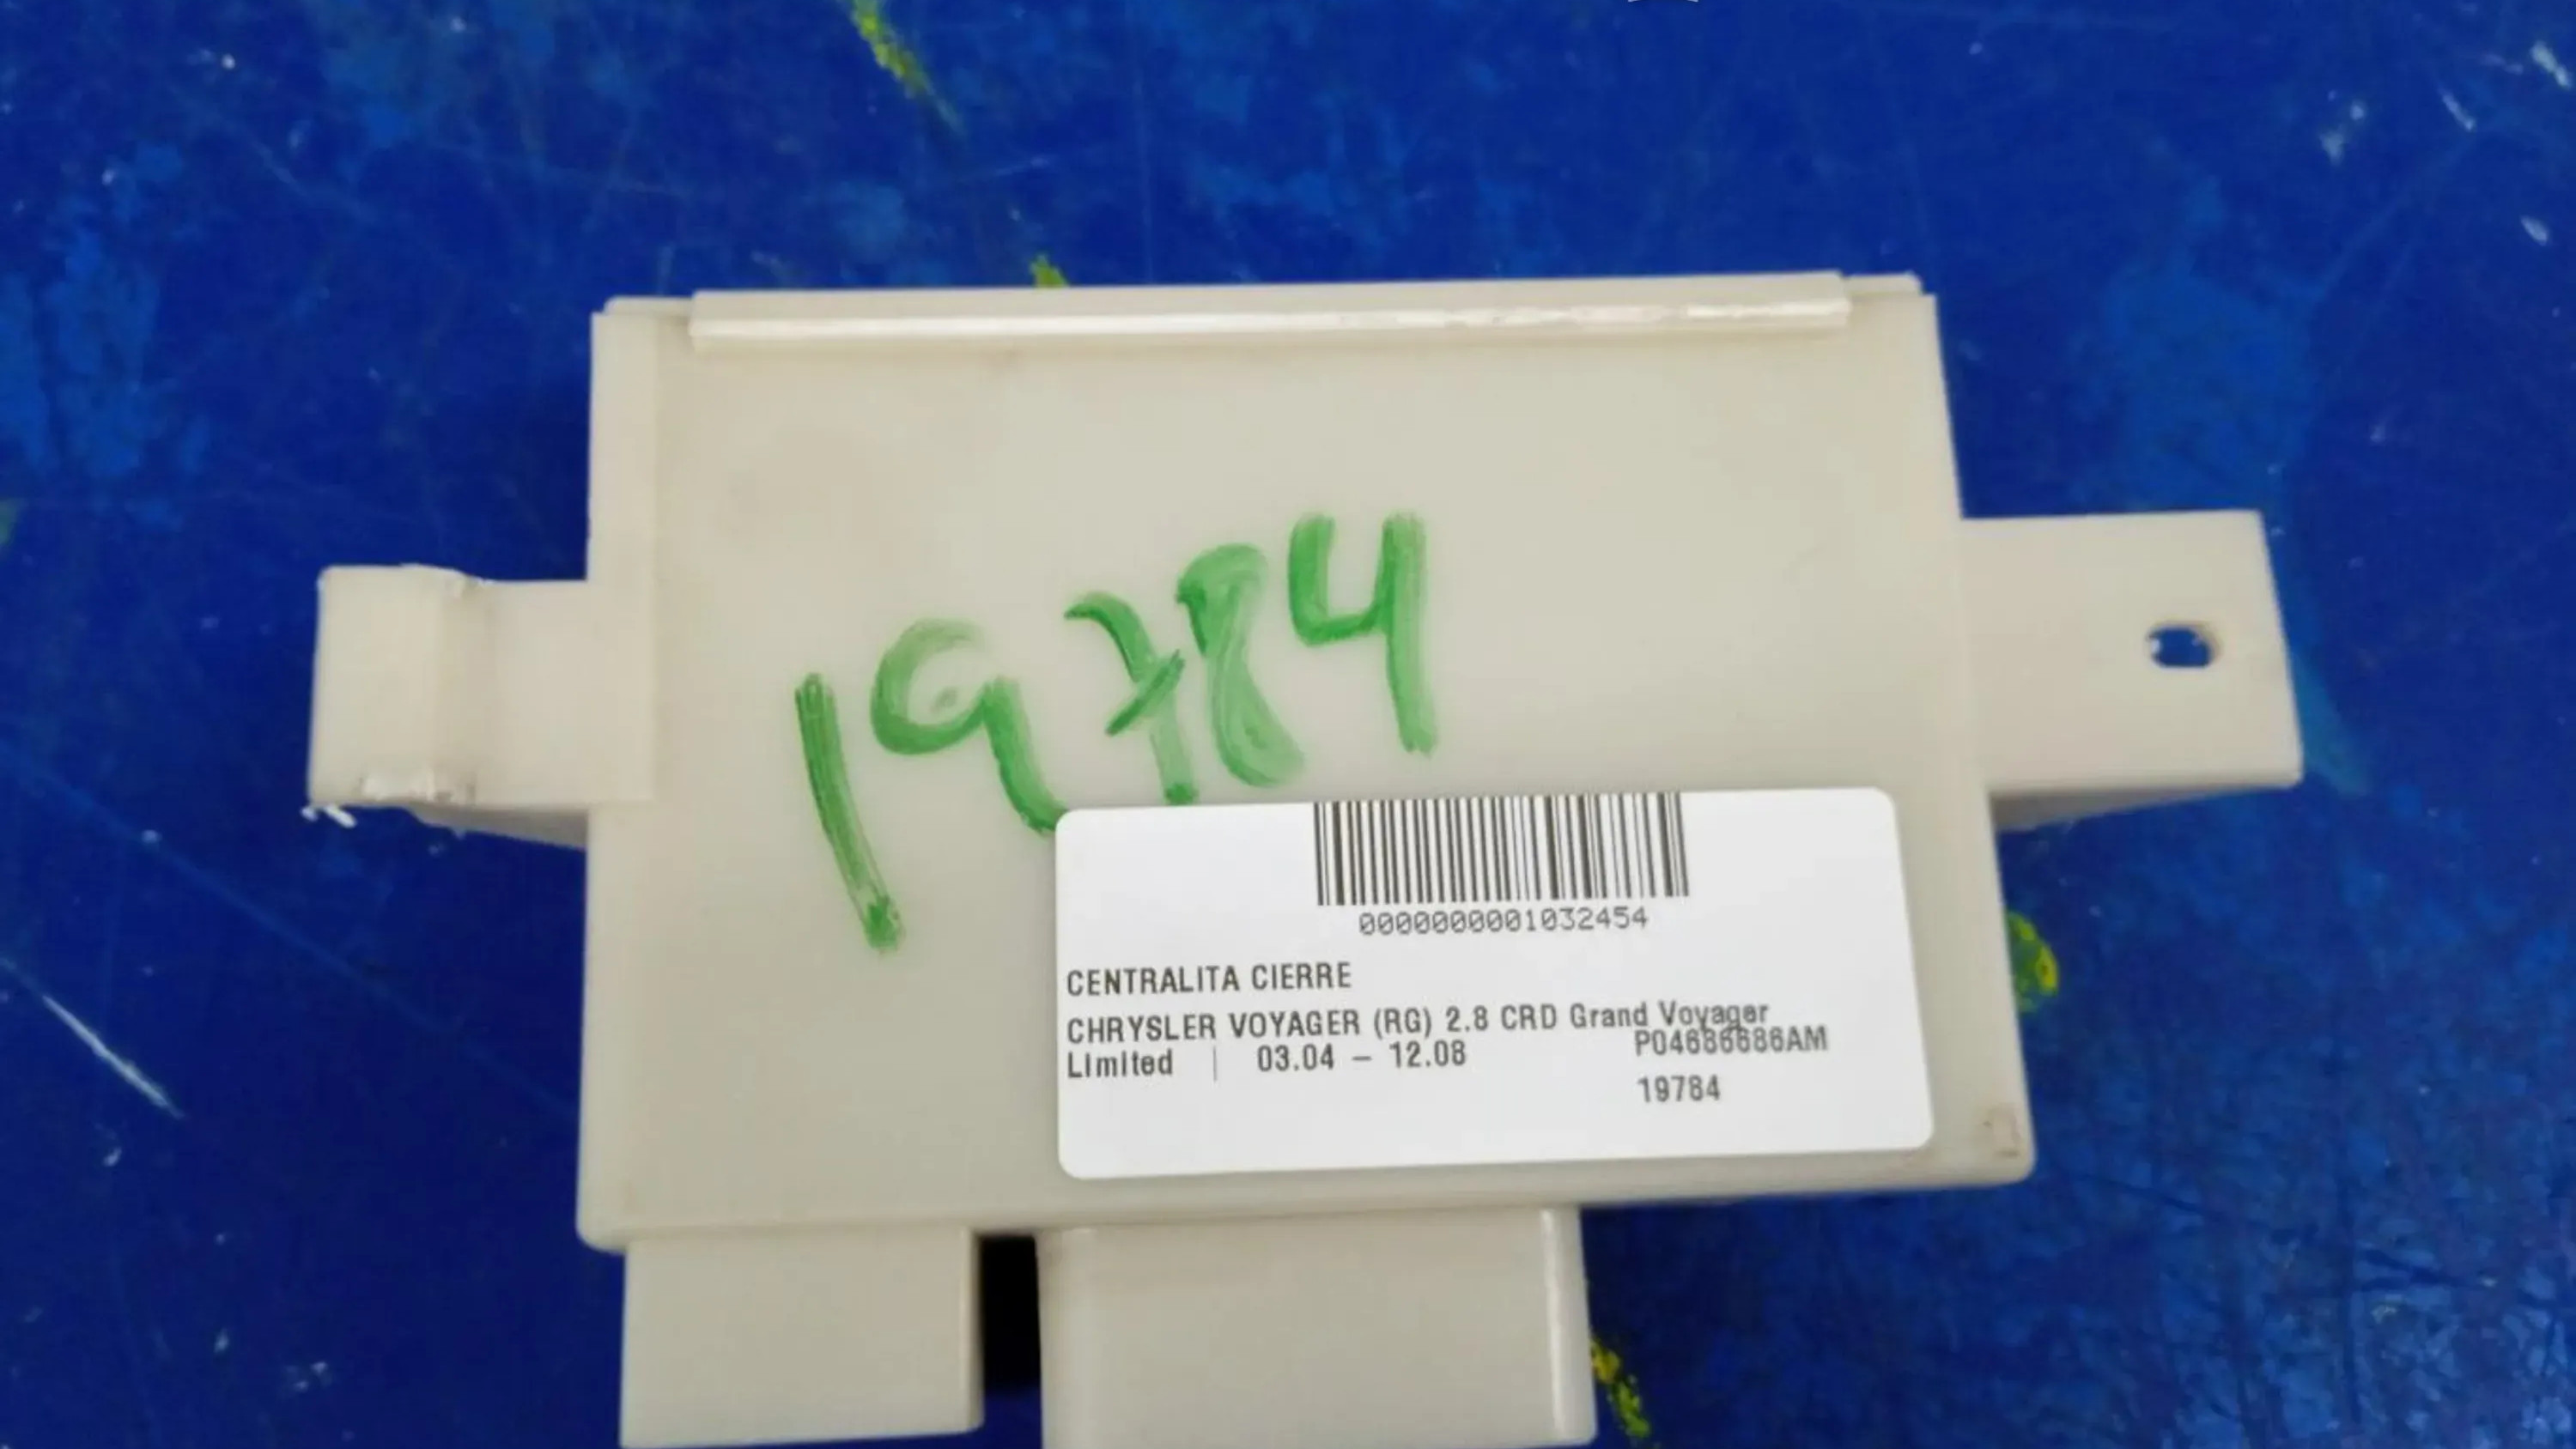 19784
0000000001032454
CENTRALITA CIERRE
CHRYSLER VOYAGER (RG) 2.8 CRD Grand Voyager
Limited | 03.04 - 12.08 P04686686AM
19784